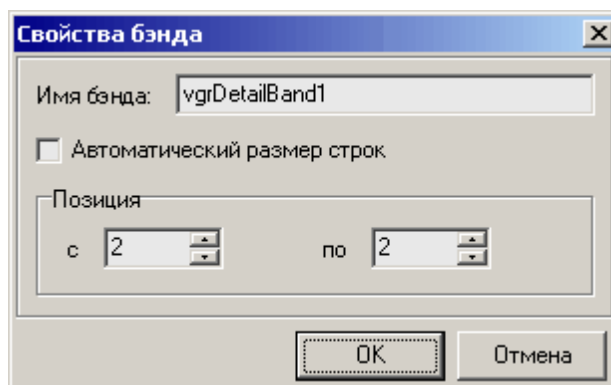 Свойства бэнда
Имя бэнда: vgrDetailBand1
Автоматический размер строк
Позиция
с 2 по 2
OK Отмена